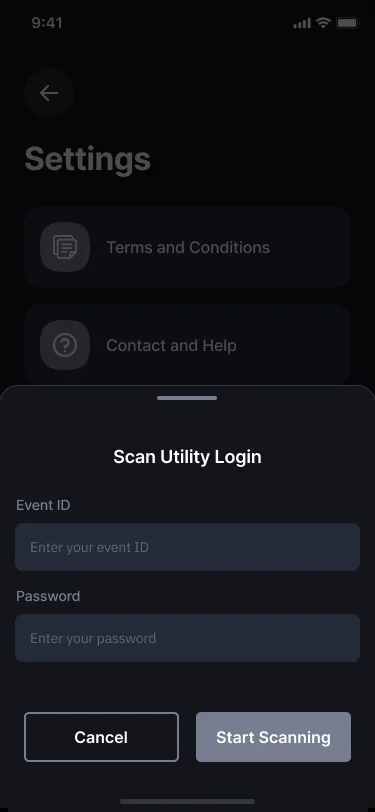 9:41
Settings
Terms and Conditions
Contact and Help
Scan Utility Login
Event ID
Enter your event ID
Password
Enter your password
Cancel
Start Scanning